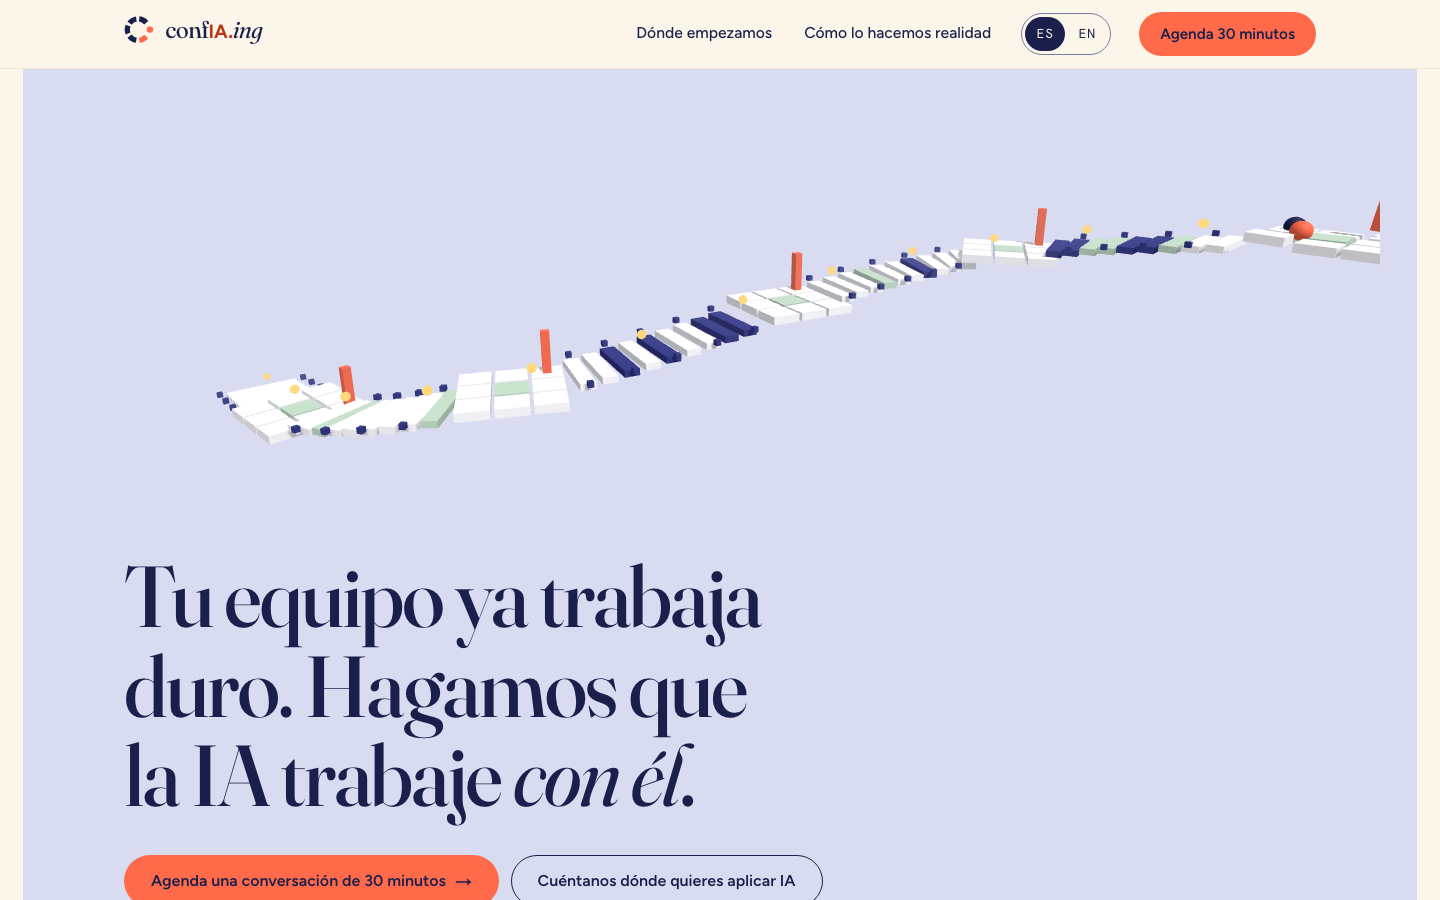 confIA.ing
Dónde empezamos
Cómo lo hacemos realidad
ES
EN
Agenda 30 minutos
Tu equipo ya trabaja
duro. Hagamos que
la IA trabaje con él.
Agenda una conversación de 30 minutos →
Cuéntanos dónde quieres aplicar IA